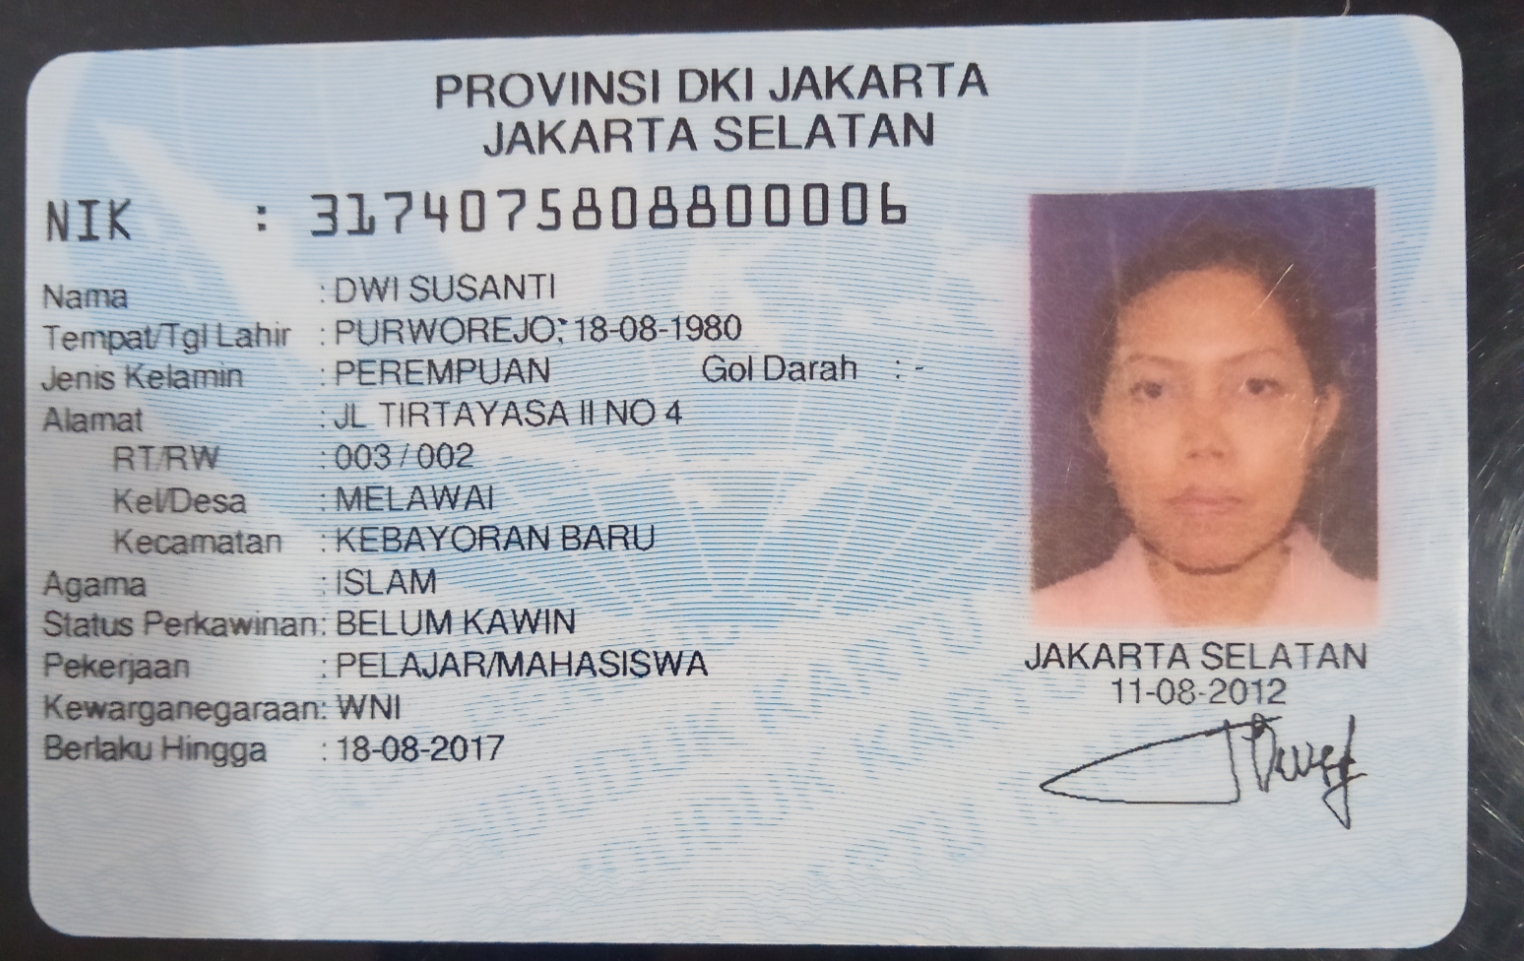 PROVINSI DKI JAKARTA
JAKARTA SELATAN
NIK : 3174075808800006
Nama : DWI SUSANTI
Tempat/Tgl Lahir : PURWOREJO, 18-08-1980
Jenis Kelamin : PEREMPUAN Gol Darah : -
Alamat : JL TIRTAYASA II NO 4
RT/RW : 003 / 002
Kel/Desa : MELAWAI
Kecamatan : KEBAYORAN BARU
Agama : ISLAM
Status Perkawinan: BELUM KAWIN
Pekerjaan : PELAJAR/MAHASISWA
Kewarganegaraan: WNI
Berlaku Hingga : 18-08-2017
JAKARTA SELATAN
11-08-2012